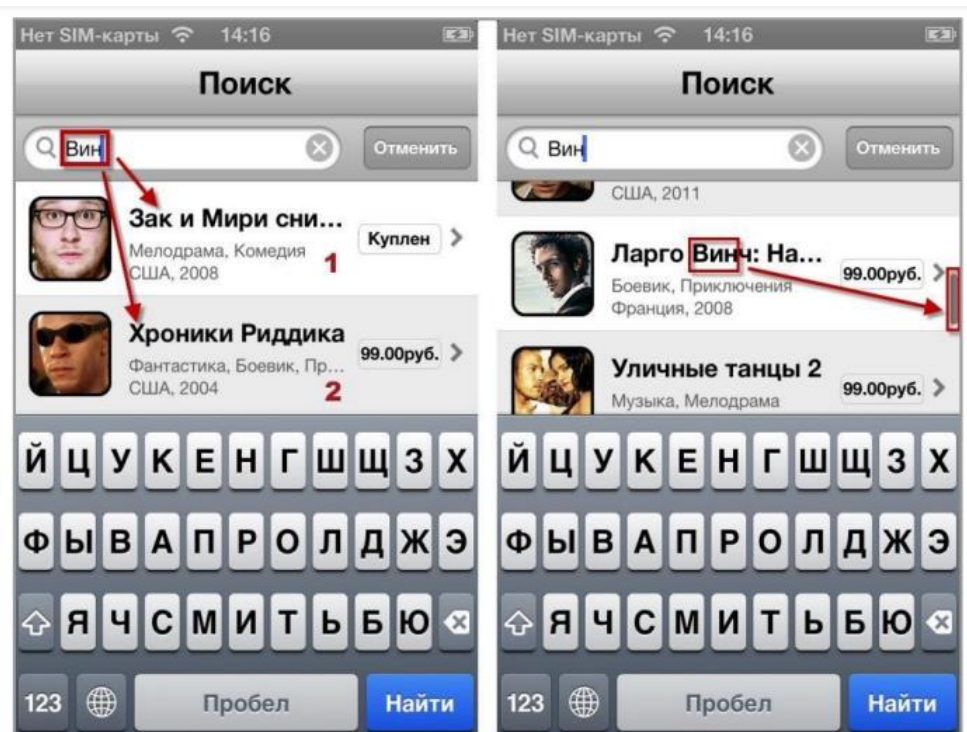 Нет SIM-карты 14:16
Поиск
Вин Отменить
Зак и Мири сни...
Мелодрама, Комедия
США, 2008
1
Куплен
Хроники Риддика
Фантастика, Боевик, Пр...
США, 2004
2
99.00руб.
Й Ц У К Е Н Г Ш Щ З Х
Ф Ы В А П Р О Л Д Ж Э
Я Ч С М И Т Ь Б Ю
123 Пробел Найти
Нет SIM-карты 14:16
Поиск
Вин Отменить
США, 2011
Ларго Винч: На...
Боевик, Приключения
Франция, 2008
99.00руб.
Уличные танцы 2
Музыка, Мелодрама
99.00руб.
Й Ц У К Е Н Г Ш Щ З Х
Ф Ы В А П Р О Л Д Ж Э
Я Ч С М И Т Ь Б Ю
123 Пробел Найти